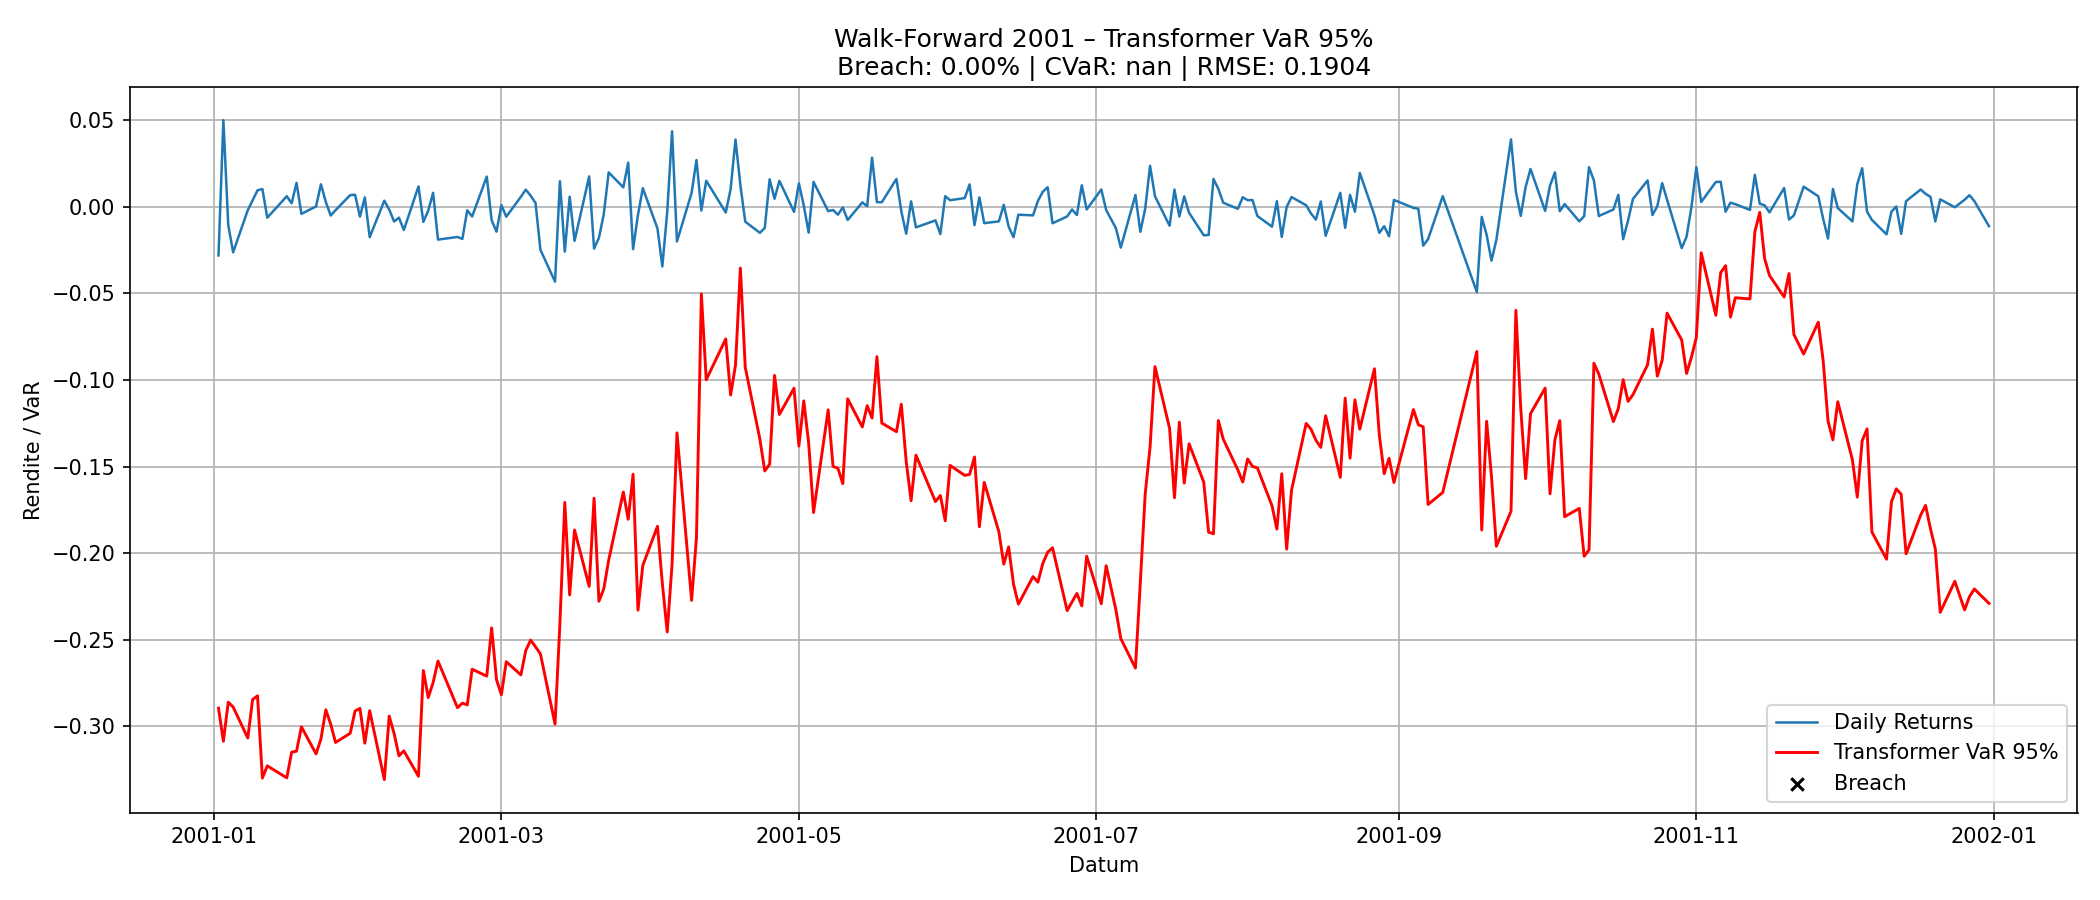 Walk-Forward 2001 – Transformer VaR 95%
Breach: 0.00% | CVaR: nan | RMSE: 0.1904
Rendite / VaR
0.05
0.00
−0.05
−0.10
−0.15
−0.20
−0.25
−0.30
Daily Returns
Transformer VaR 95%
Breach
2001-01
2001-03
2001-05
2001-07
2001-09
2001-11
2002-01
Datum